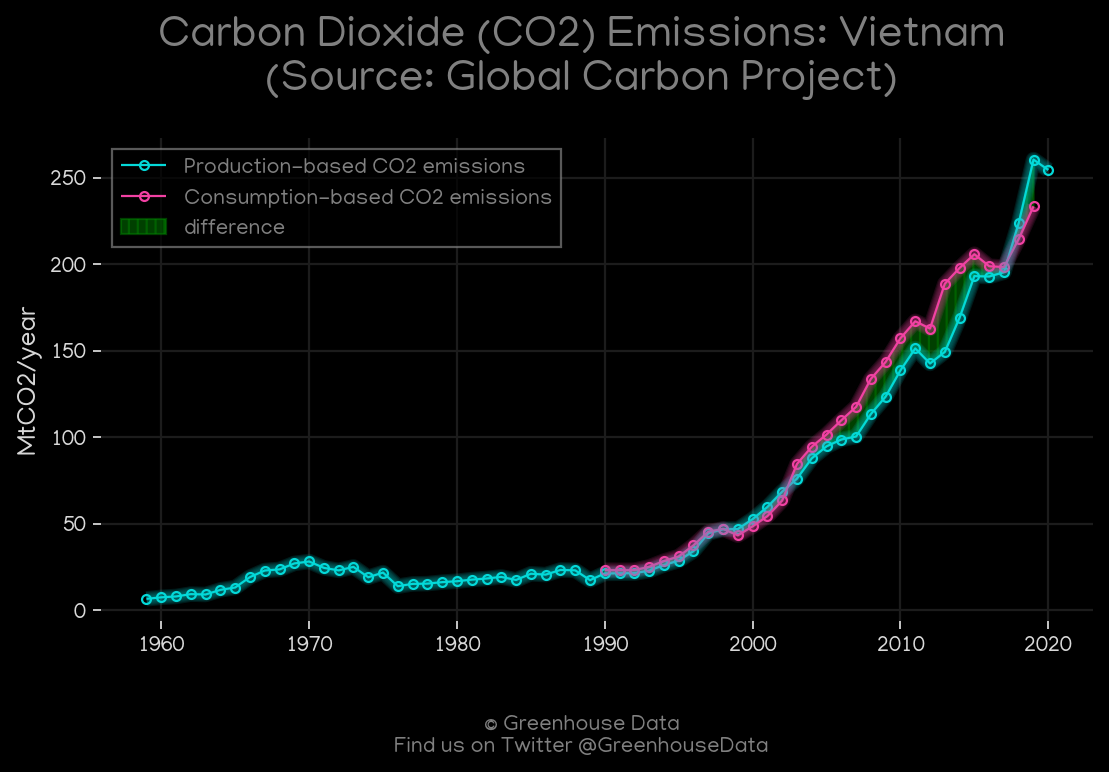 Carbon Dioxide (CO2) Emissions: Vietnam
(Source: Global Carbon Project)
Production-based CO2 emissions
Consumption-based CO2 emissions
difference
MtCO2/year
250
200
150
100
50
0
1960 1970 1980 1990 2000 2010 2020
© Greenhouse Data
Find us on Twitter @GreenhouseData